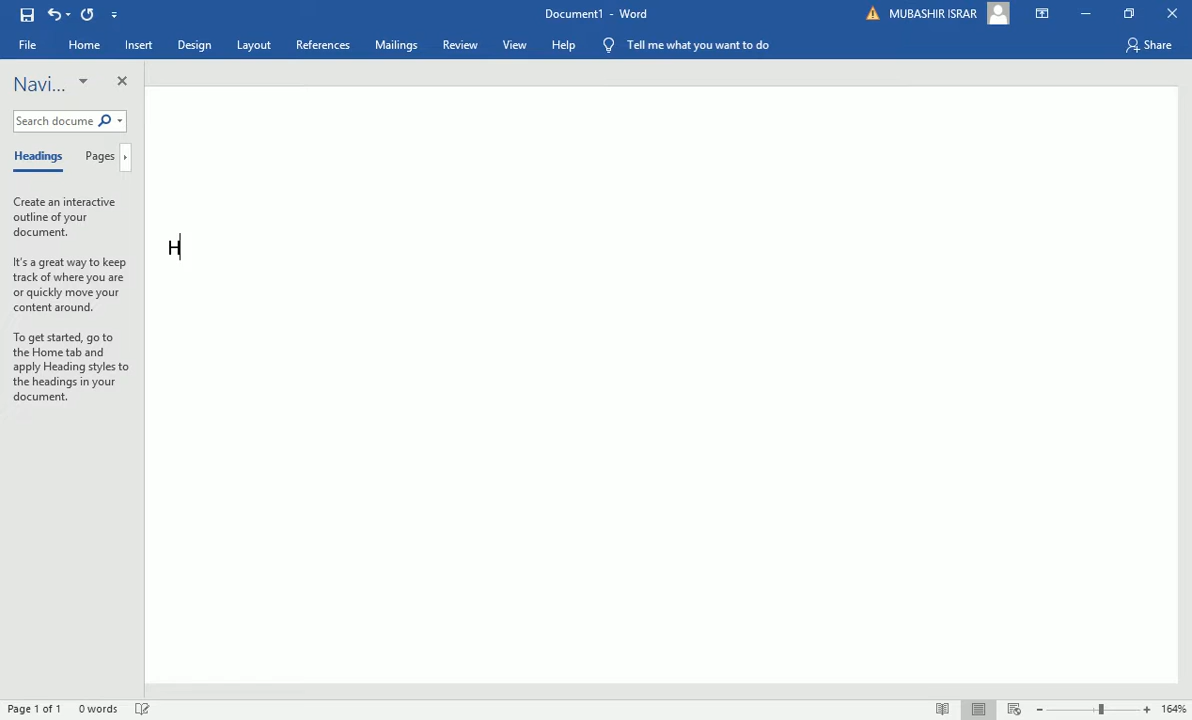 Document1 - Word
MUBASHIR ISRAR
File Home Insert Design Layout References Mailings Review View Help Tell me what you want to do Share
Navi...
Search docume
Headings Pages
Create an interactive
outline of your
document.
It's a great way to keep
track of where you are
or quickly move your
content around.
To get started, go to
the Home tab and
apply Heading styles to
the headings in your
document.
H
Page 1 of 1 0 words 164%